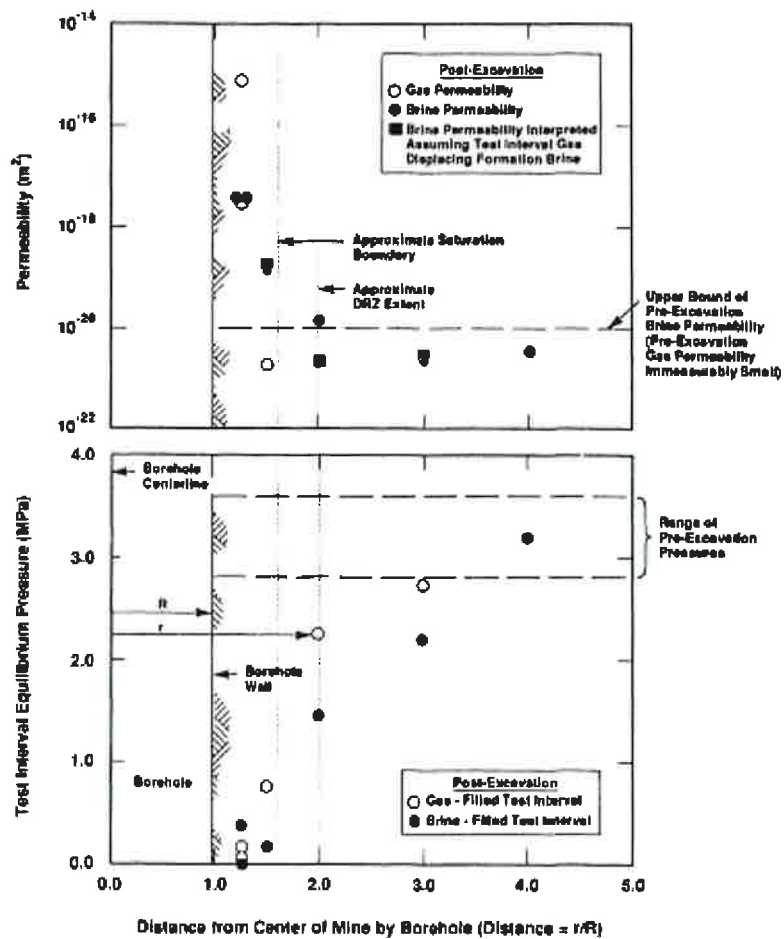 10-14
10-16
10-18
10-20
10-22
Permeability (m2)
Post-Excavation
Gas Permeability
Brine Permeability
Brine Permeability Interpreted
Assuming Test Interval Gas
Displacing Formation Brine
Approximate Saturation
Boundary
Approximate
DRZ Extent
Upper Bound of
Pre-Excavation
Brine Permeability
(Pre-Excavation
Gas Permeability
Immeasurably Small)
4.0
3.0
2.0
1.0
0.0
Test Interval Equilibrium Pressure (MPa)
Borehole
Centerline
R
r
Borehole
Wall
Borehole
Range of
Pre-Excavation
Pressures
Post-Excavation
Gas - Filled Test Interval
Brine - Filled Test Interval
0.0 1.0 2.0 3.0 4.0 5.0
Distance from Center of Mine by Borehole (Distance = r/R)